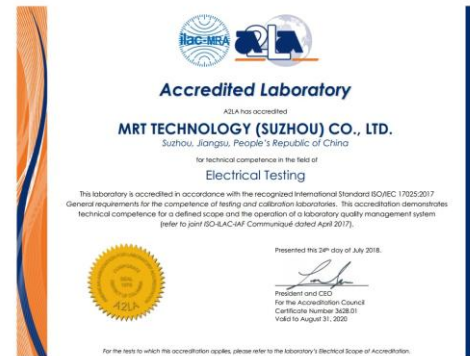 ilac-MRA
A2LA
Accredited Laboratory
A2LA has accredited
MRT TECHNOLOGY (SUZHOU) CO., LTD.
Suzhou, Jiangsu, People's Republic of China
for technical competence in the field of
Electrical Testing
This laboratory is accredited in accordance with the recognized International Standard ISO/IEC 17025:2017
General requirements for the competence of testing and calibration laboratories. This accreditation demonstrates
technical competence for a defined scope and the operation of a laboratory quality management system
(refer to joint ISO-ILAC-IAF Communiqué dated April 2017).
Presented this 24th day of July 2018.
President and CEO
For the Accreditation Council
Certificate Number 3628.01
Valid to August 31, 2020
SEAL
1978
A2LA
For the tests to which this accreditation applies, please refer to the laboratory's Electrical Scope of Accreditation.